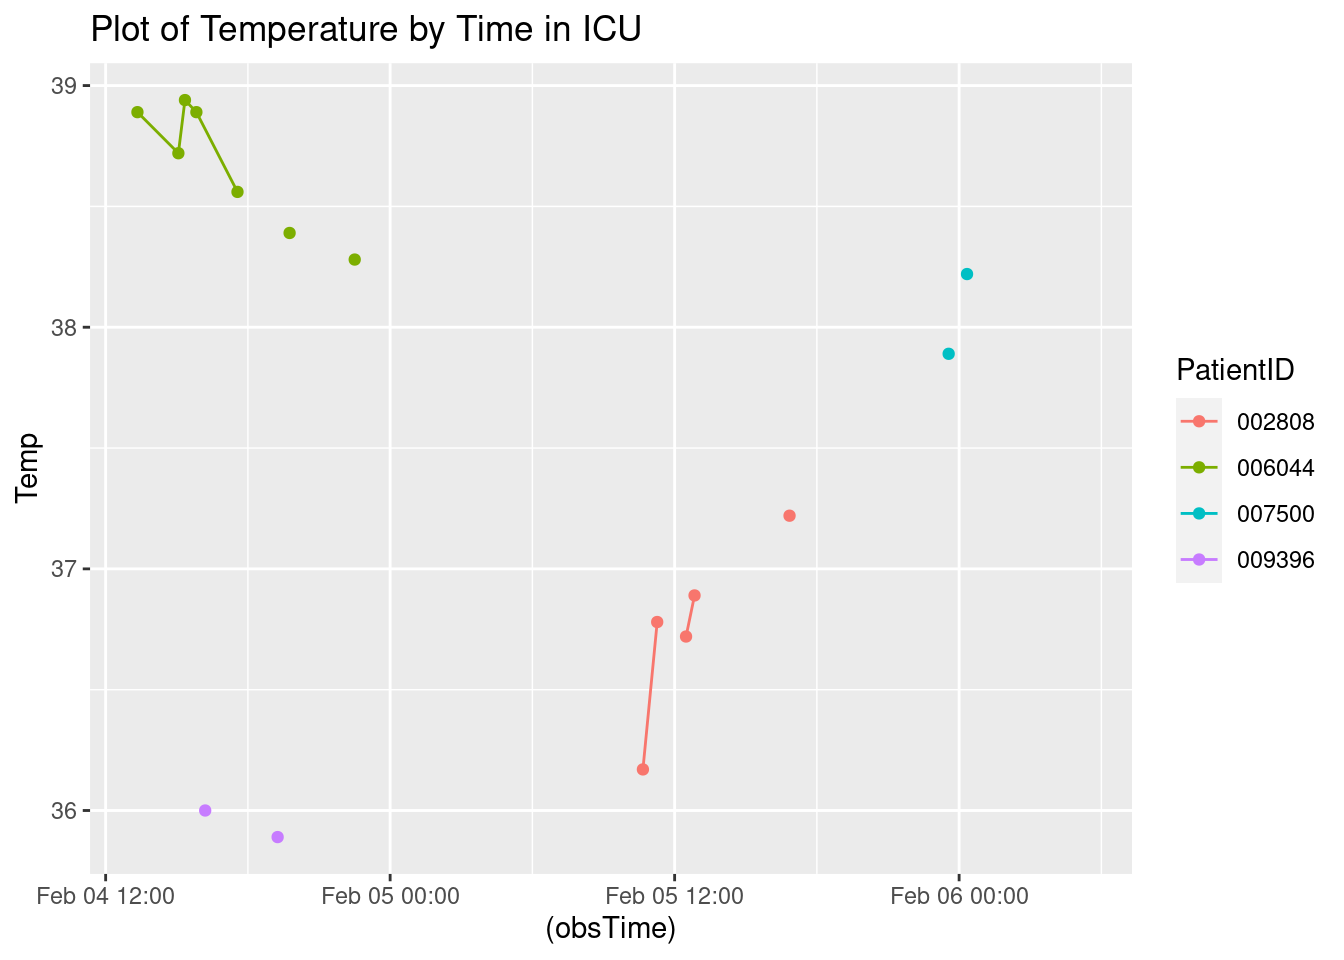 Plot of Temperature by Time in ICU
39
38
37
36
Temp
Feb 04 12:00
Feb 05 00:00
Feb 05 12:00
Feb 06 00:00
(obsTime)
PatientID
002808
006044
007500
009396